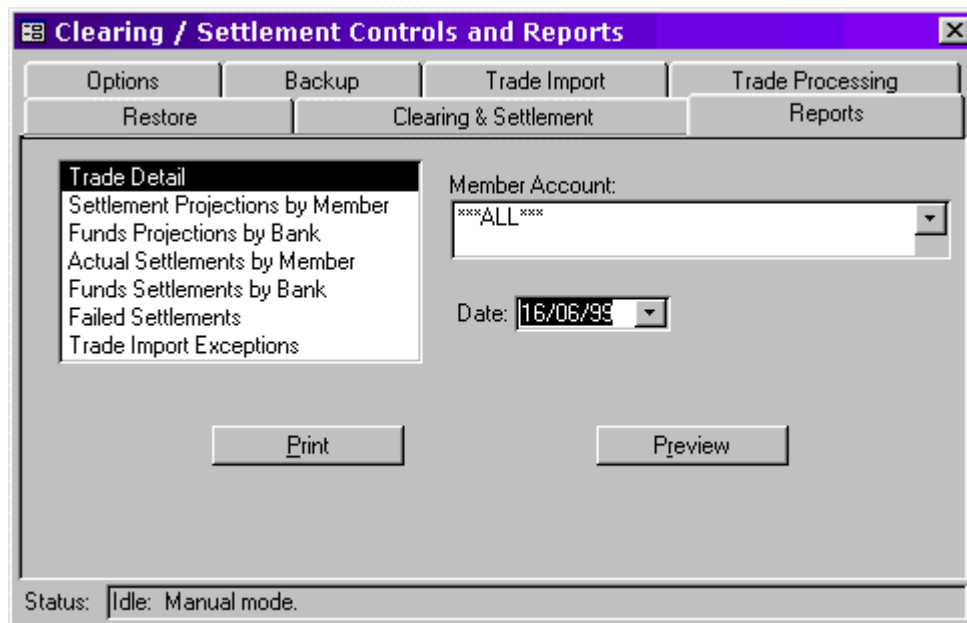 Clearing / Settlement Controls and Reports
Options Backup Trade Import Trade Processing
Restore Clearing & Settlement Reports
Trade Detail
Settlement Projections by Member
Funds Projections by Bank
Actual Settlements by Member
Funds Settlements by Bank
Failed Settlements
Trade Import Exceptions
Member Account:
***ALL***
Date: 16/06/99
Print Preview
Status: Idle: Manual mode.